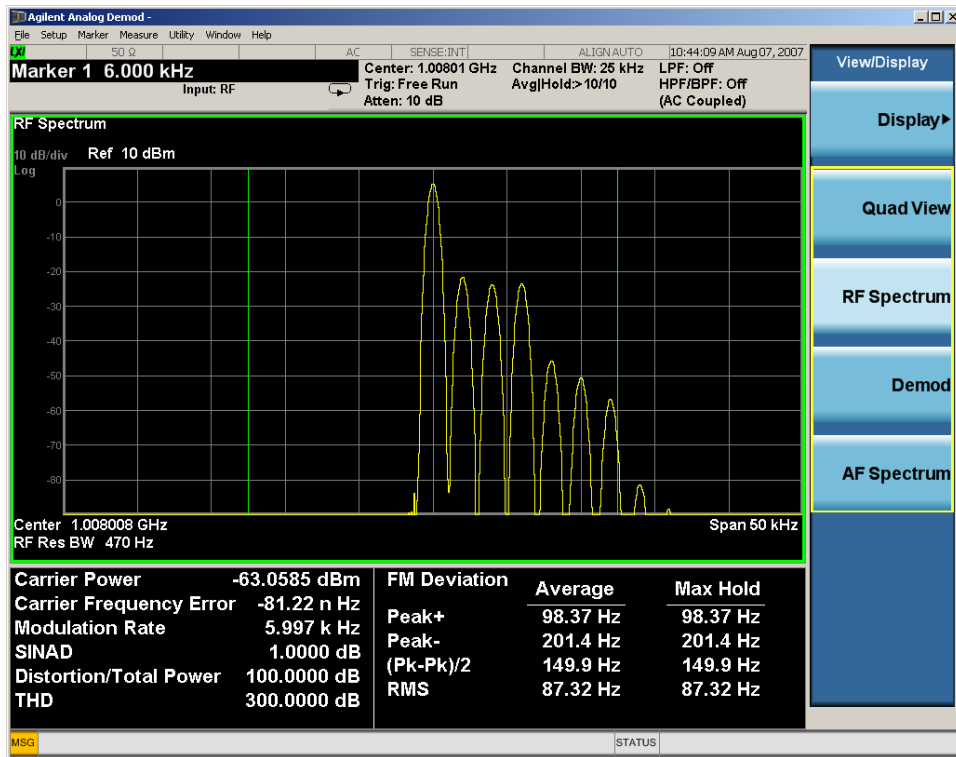 Agilent Analog Demod -
File Setup Marker Measure Utility Window Help
LXI 50 Ω AC SENSE:INT ALIGN AUTO 10:44:09 AM Aug 07, 2007
Marker 1 6.000 kHz
Input: RF
Center: 1.00801 GHz Channel BW: 25 kHz LPF: Off
Trig: Free Run Avg|Hold:>10/10 HPF/BPF: Off
Atten: 10 dB (AC Coupled)
View/Display
Display
Quad View
RF Spectrum
Demod
AF Spectrum
RF Spectrum
10 dB/div Ref 10 dBm
Log
0
-10
-20
-30
-40
-50
-60
-70
-80
Center 1.008008 GHz Span 50 kHz
RF Res BW 470 Hz
Carrier Power -63.0585 dBm
Carrier Frequency Error -81.22 n Hz
Modulation Rate 5.997 k Hz
SINAD 1.0000 dB
Distortion/Total Power 100.0000 dB
THD 300.0000 dB
FM Deviation Average Max Hold
Peak+ 98.37 Hz 98.37 Hz
Peak- 201.4 Hz 201.4 Hz
(Pk-Pk)/2 149.9 Hz 149.9 Hz
RMS 87.32 Hz 87.32 Hz
MSG STATUS